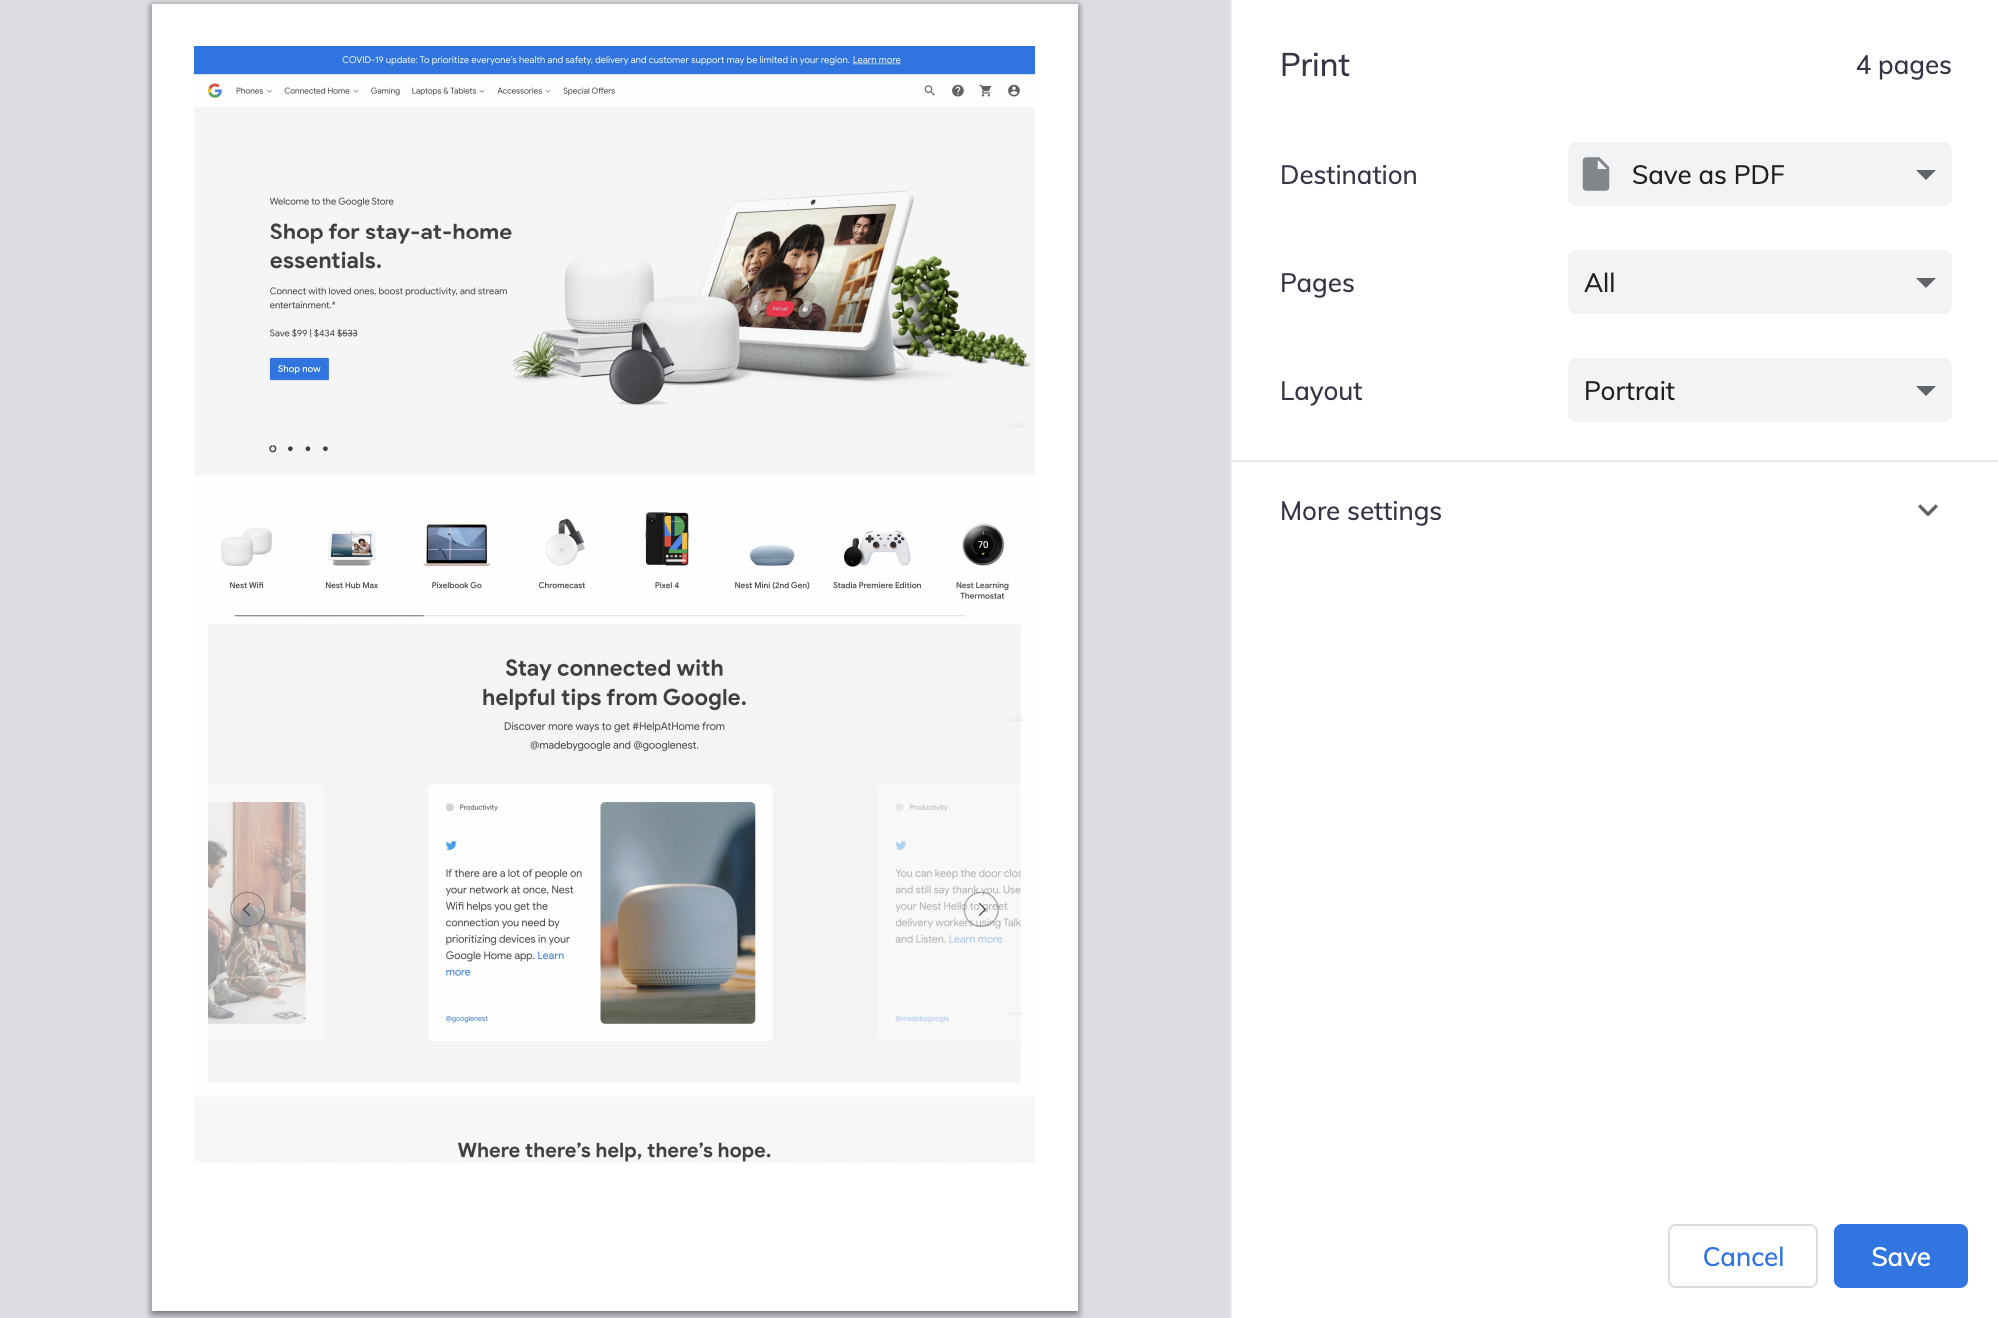 COVID-19 update: To prioritize everyone's health and safety, delivery and customer support may be limited in your region. Learn more
Phones Connected Home Gaming Laptops & Tablets Accessories Special Offers
Welcome to the Google Store
Shop for stay-at-home
essentials.
Connect with loved ones, boost productivity, and stream
entertainment.*
Save $99 | $434 $533
Shop now
Nest Wifi
Nest Hub Max
Pixelbook Go
Chromecast
Pixel 4
Nest Mini (2nd Gen)
Stadia Premiere Edition
70
Nest Learning
Thermostat
Stay connected with
helpful tips from Google.
Discover more ways to get #HelpAtHome from
@madebygoogle and @googlenest.
Productivity
If there are a lot of people on
your network at once, Nest
Wifi helps you get the
connection you need by
prioritizing devices in your
Google Home app. Learn
more
@googlenest
Productivity
You can keep the door clos
and still say thank you. Use
your Nest Hello to greet
delivery workers using Talk
and Listen. Learn more
@madebygoogle
Where there's help, there's hope.
Print
4 pages
Destination
Save as PDF
Pages
All
Layout
Portrait
More settings
Cancel
Save